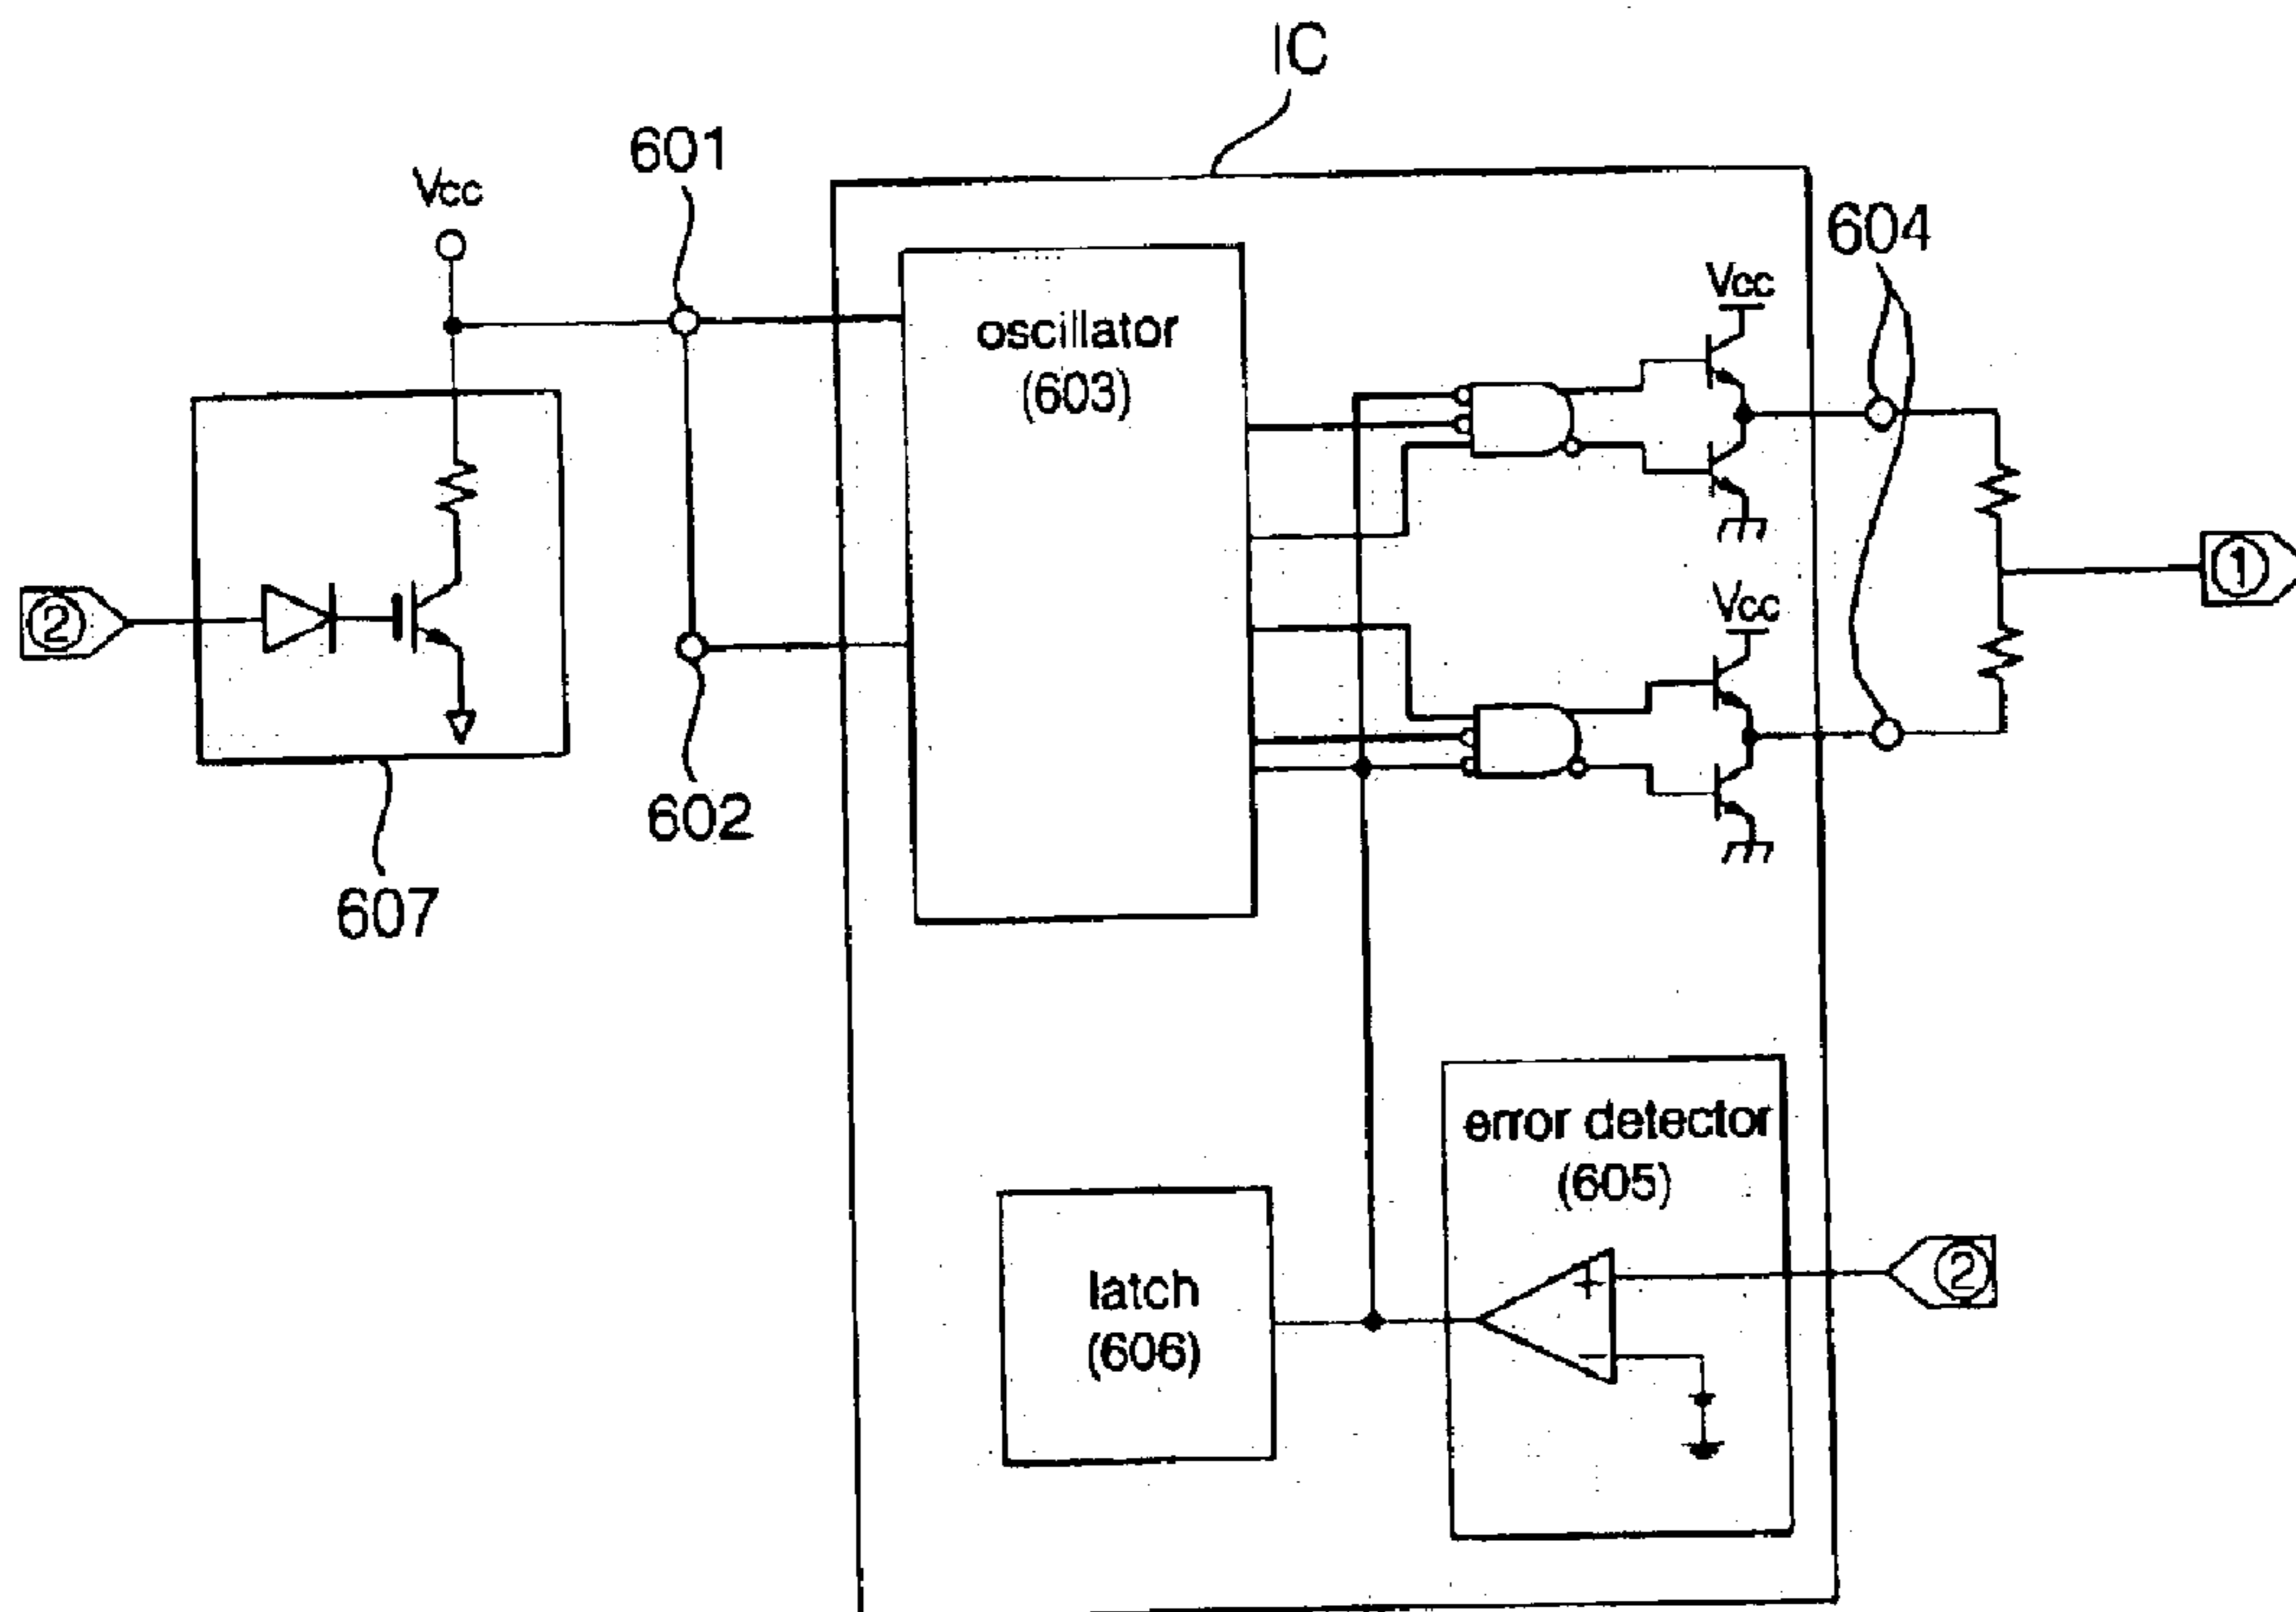 IC
601
Vcc
604
Vcc
oscillator
(603)
①
②
Vcc
602
607
error detector
(605)
+
②
latch
(606)
−